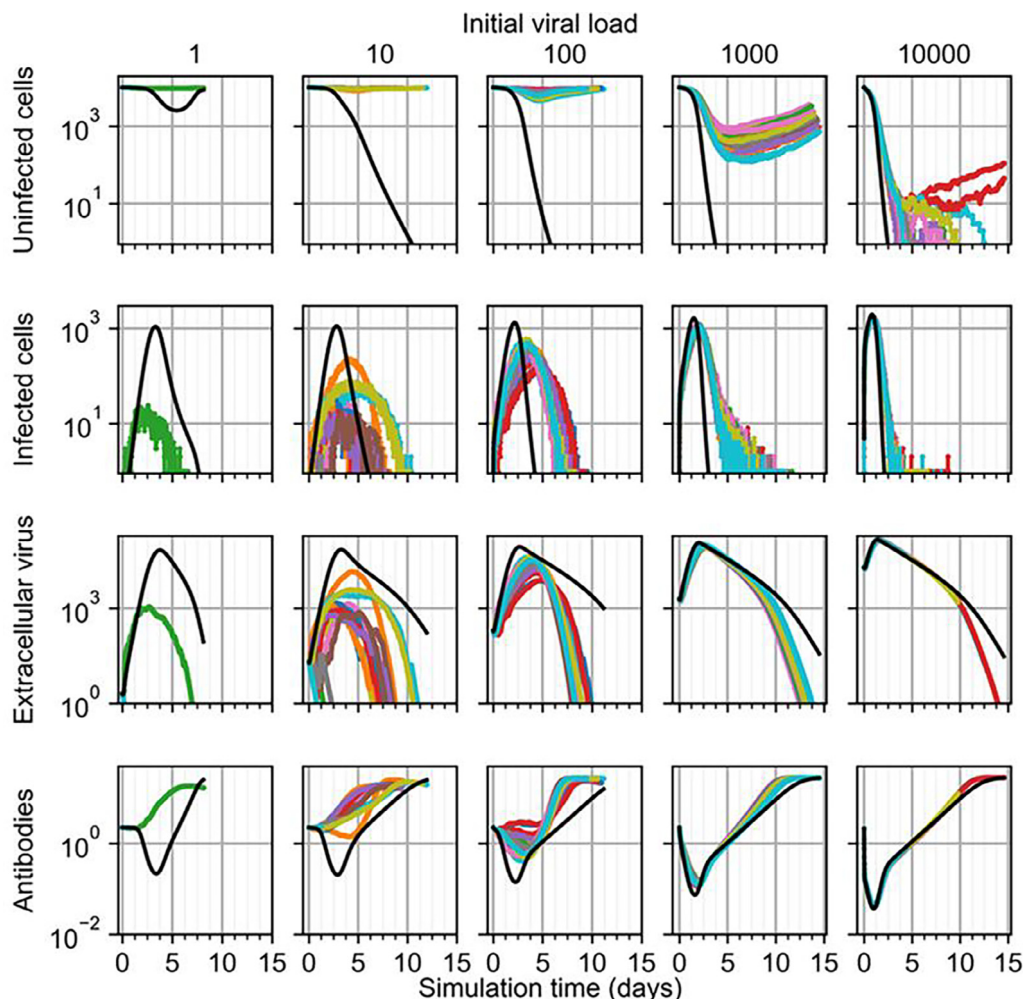 Initial viral load
1 10 100 1000 10000
Uninfected cells
10³
10¹
Infected cells
10³
10¹
Extracellular virus
10³
10⁰
Antibodies
10⁰
10⁻²
0 5 10 15 0 5 10 15 0 5 10 15 0 5 10 15 0 5 10 15
Simulation time (days)